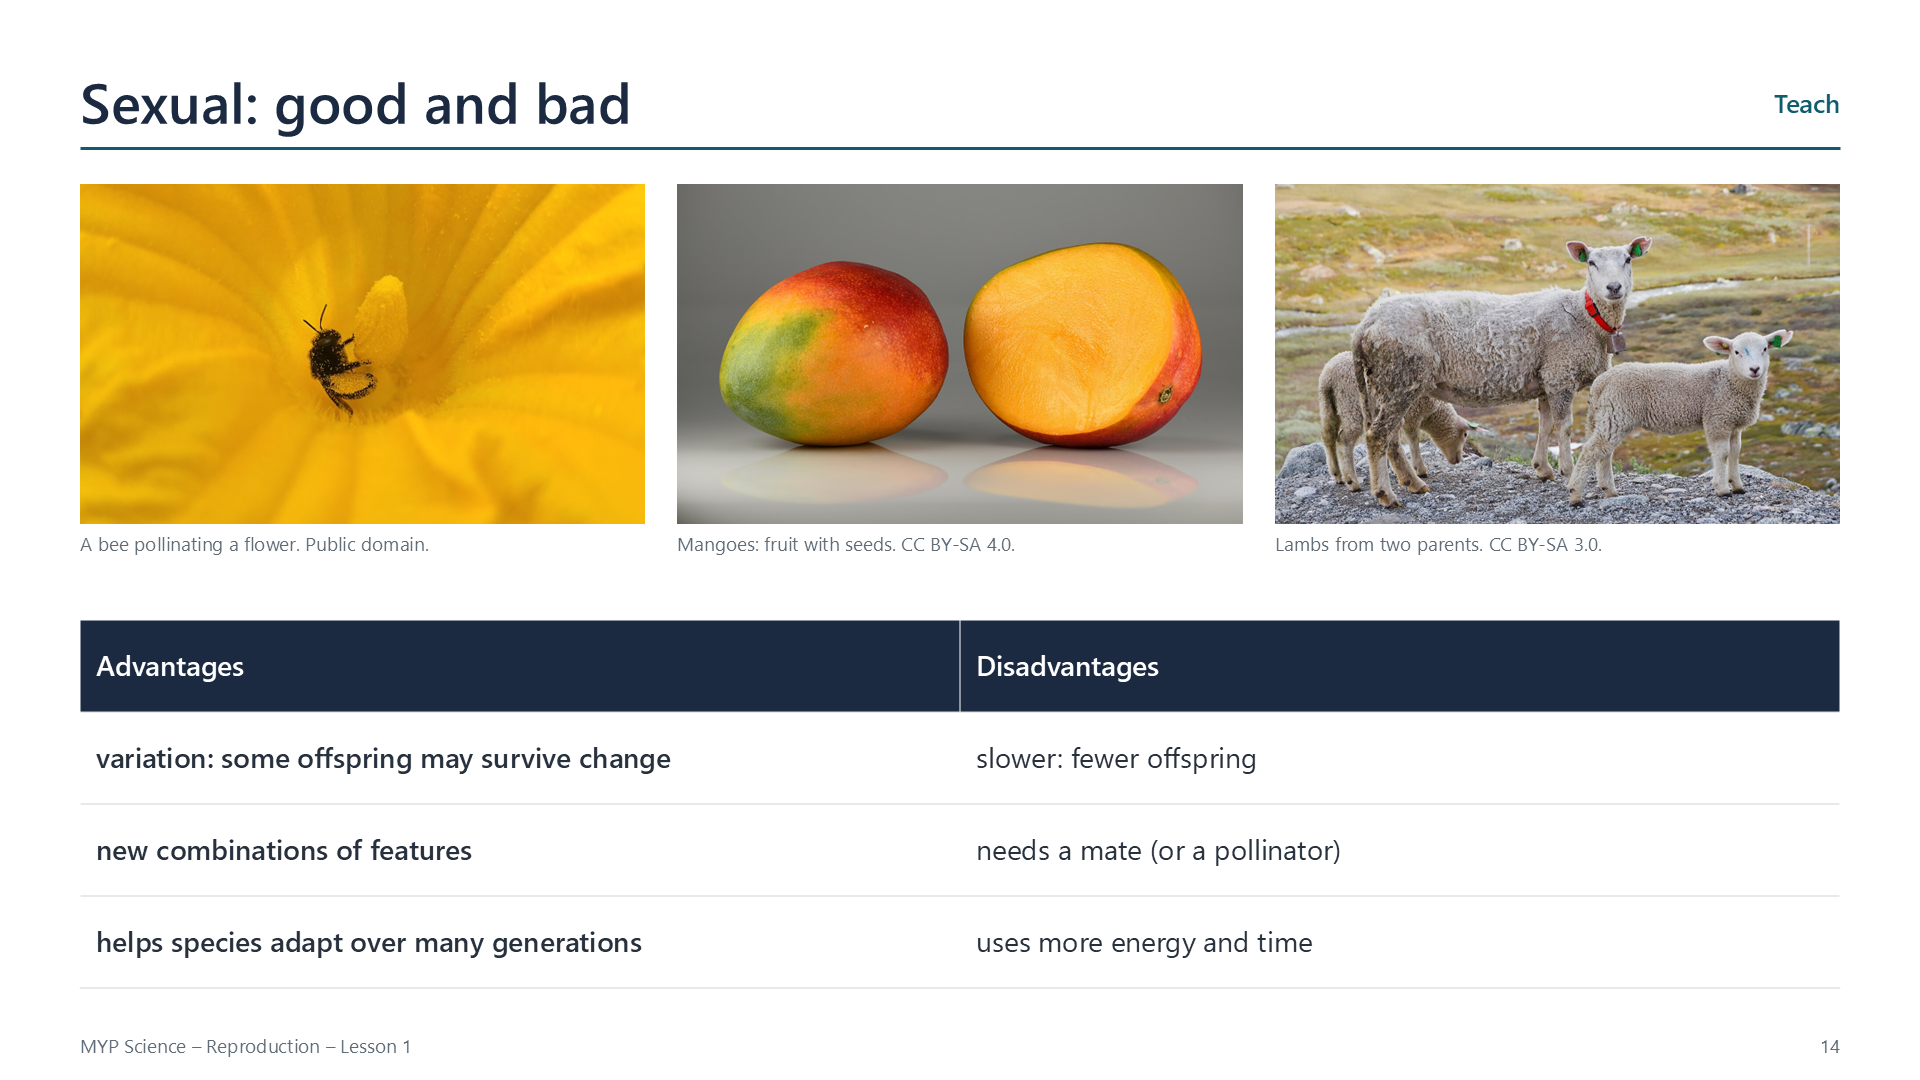 Sexual: good and bad
Teach
A bee pollinating a flower. Public domain.
Mangoes: fruit with seeds. CC BY-SA 4.0.
Lambs from two parents. CC BY-SA 3.0.
Advantages
Disadvantages
variation: some offspring may survive change
slower: fewer offspring
new combinations of features
needs a mate (or a pollinator)
helps species adapt over many generations
uses more energy and time
MYP Science – Reproduction – Lesson 1
14